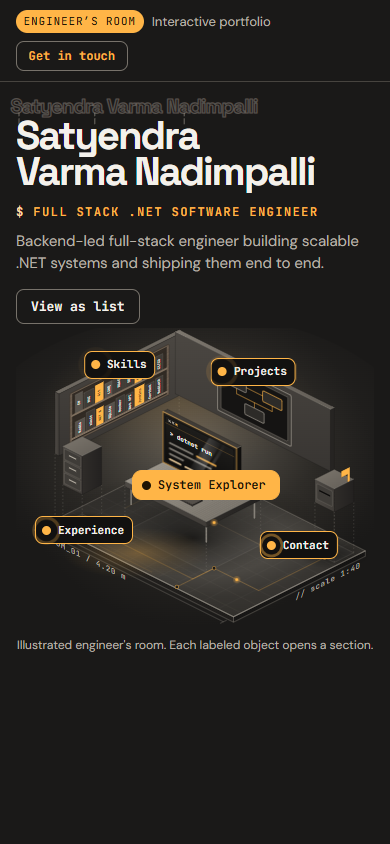 ENGINEER'S ROOM Interactive portfolio
Get in touch
Satyendra Varma Nadimpalli
Satyendra
Varma Nadimpalli
$ FULL STACK .NET SOFTWARE ENGINEER
Backend-led full-stack engineer building scalable
.NET systems and shipping them end to end.
View as list
Skills
Projects
> dotnet run
System Explorer
Experience
Contact
01 / 4.20 m
// scale 1:40
Illustrated engineer's room. Each labeled object opens a section.